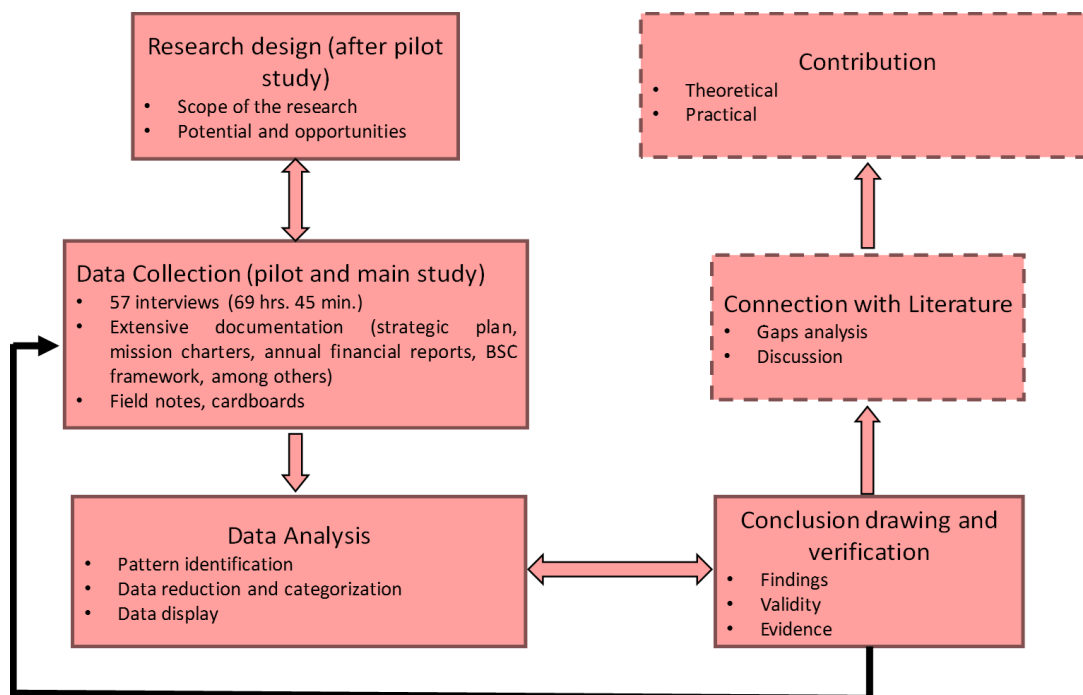 Research design (after pilot
study)
• Scope of the research
• Potential and opportunities
Data Collection (pilot and main study)
• 57 interviews (69 hrs. 45 min.)
• Extensive documentation (strategic plan,
mission charters, annual financial reports, BSC
framework, among others)
• Field notes, cardboards
Data Analysis
• Pattern identification
• Data reduction and categorization
• Data display
Conclusion drawing and
verification
• Findings
• Validity
• Evidence
Connection with Literature
• Gaps analysis
• Discussion
Contribution
• Theoretical
• Practical